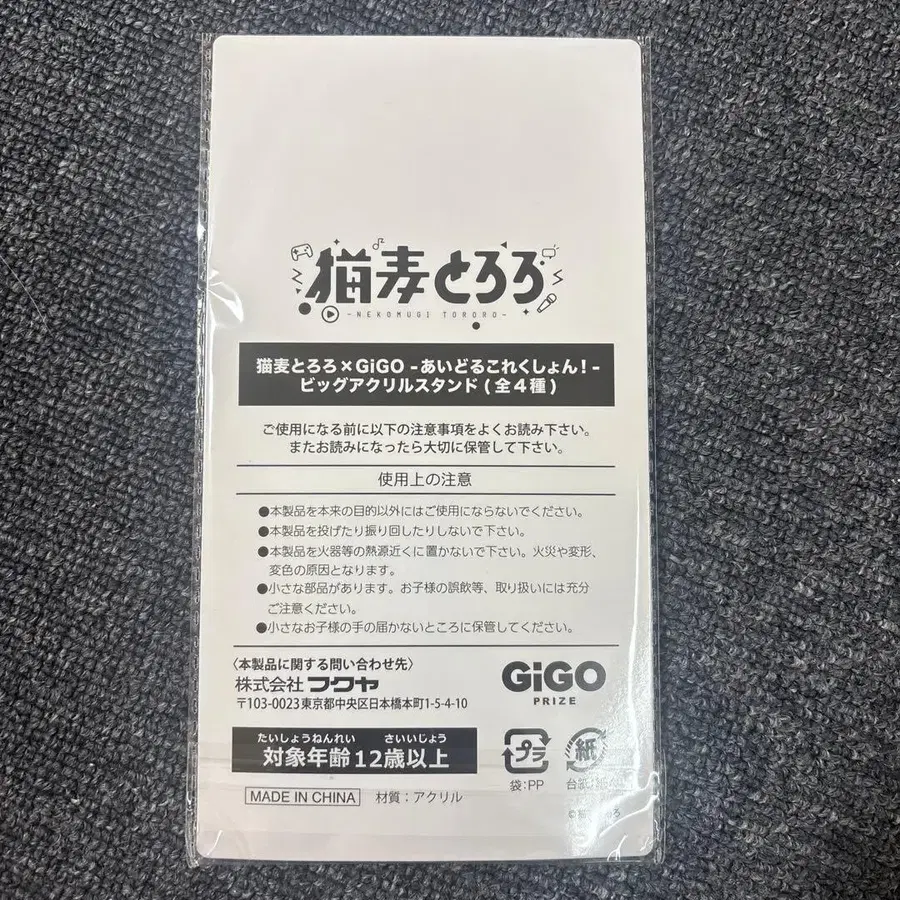 猫麦とろろ
-NEKOMUGI TORORO-
猫麦とろろ×GiGO -あいどるこれくしょん！-
ビッグアクリルスタンド(全4種)
ご使用になる前に以下の注意事項をよくお読み下さい。
またお読みになったら大切に保管して下さい。
使用上の注意
●本製品を本来の目的以外にはご使用にならないでください。
●本製品を投げたり振り回したりしないで下さい。
●本製品を火器等の熱源近くに置かないで下さい。火災や変形、
変色の原因となります。
●小さな部品があります。お子様の誤飲等、取り扱いには充分
ご注意ください。
●小さなお子様の手の届かないところに保管してください。
〈本製品に関する問い合わせ先〉
株式会社フクヤ
〒103-0023東京都中央区日本橋本町1-5-4-10
GiGO
PRIZE
たいしょうねんれい さいいじょう
対象年齢12歳以上
プラ
紙
袋:PP
台紙
MADE IN CHINA 材質：アクリル